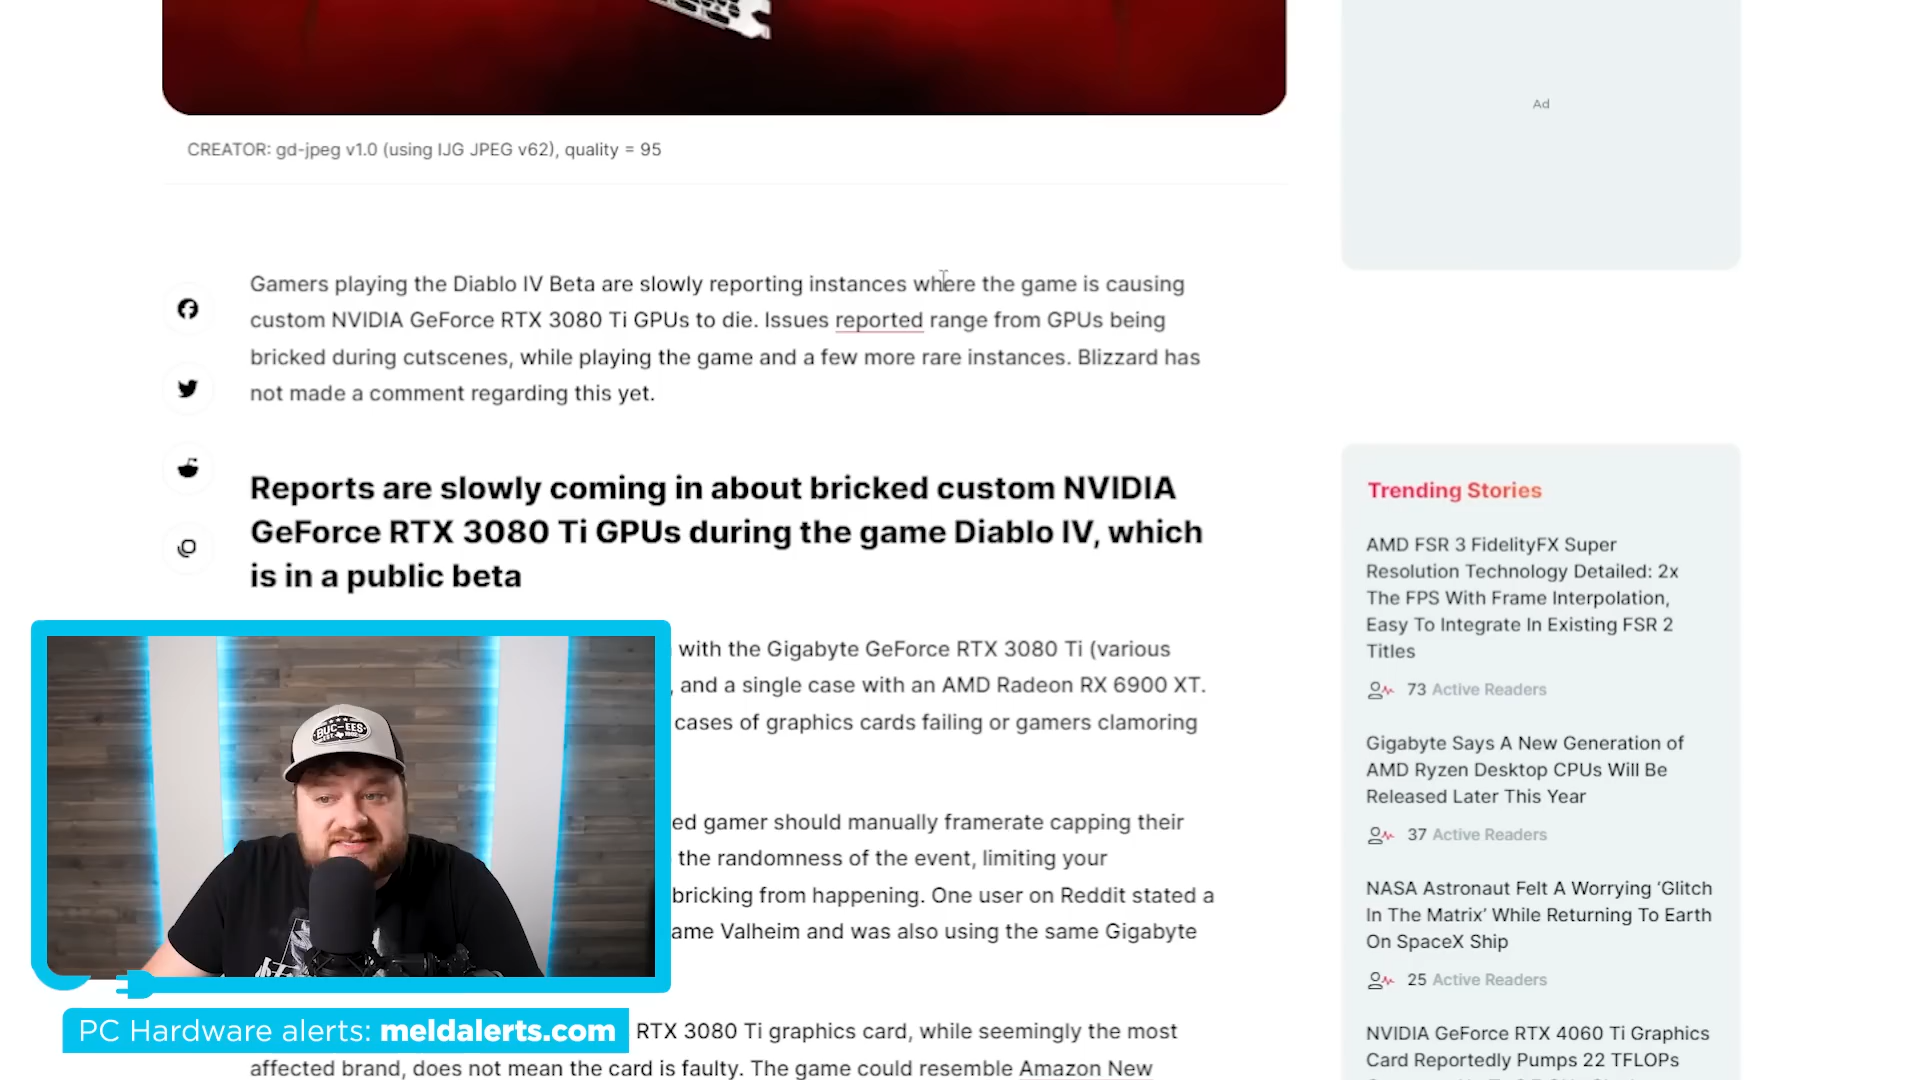 Ad
CREATOR: gd-jpeg v1.0 (using IJG JPEG v62), quality = 95
Gamers playing the Diablo IV Beta are slowly reporting instances where the game is causing
custom NVIDIA GeForce RTX 3080 Ti GPUs to die. Issues reported range from GPUs being
bricked during cutscenes, while playing the game and a few more rare instances. Blizzard has
not made a comment regarding this yet.
Reports are slowly coming in about bricked custom NVIDIA
GeForce RTX 3080 Ti GPUs during the game Diablo IV, which
is in a public beta
with the Gigabyte GeForce RTX 3080 Ti (various
, and a single case with an AMD Radeon RX 6900 XT.
cases of graphics cards failing or gamers clamoring
ed gamer should manually framerate capping their
the randomness of the event, limiting your
bricking from happening. One user on Reddit stated a
ame Valheim and was also using the same Gigabyte
RTX 3080 Ti graphics card, while seemingly the most
affected brand, does not mean the card is faulty. The game could resemble Amazon New
BUC-EES
PC Hardware alerts: meldalerts.com
Trending Stories
AMD FSR 3 FidelityFX Super
Resolution Technology Detailed: 2x
The FPS With Frame Interpolation,
Easy To Integrate In Existing FSR 2
Titles
73 Active Readers
Gigabyte Says A New Generation of
AMD Ryzen Desktop CPUs Will Be
Released Later This Year
37 Active Readers
NASA Astronaut Felt A Worrying ‘Glitch
In The Matrix’ While Returning To Earth
On SpaceX Ship
25 Active Readers
NVIDIA GeForce RTX 4060 Ti Graphics
Card Reportedly Pumps 22 TFLOPs